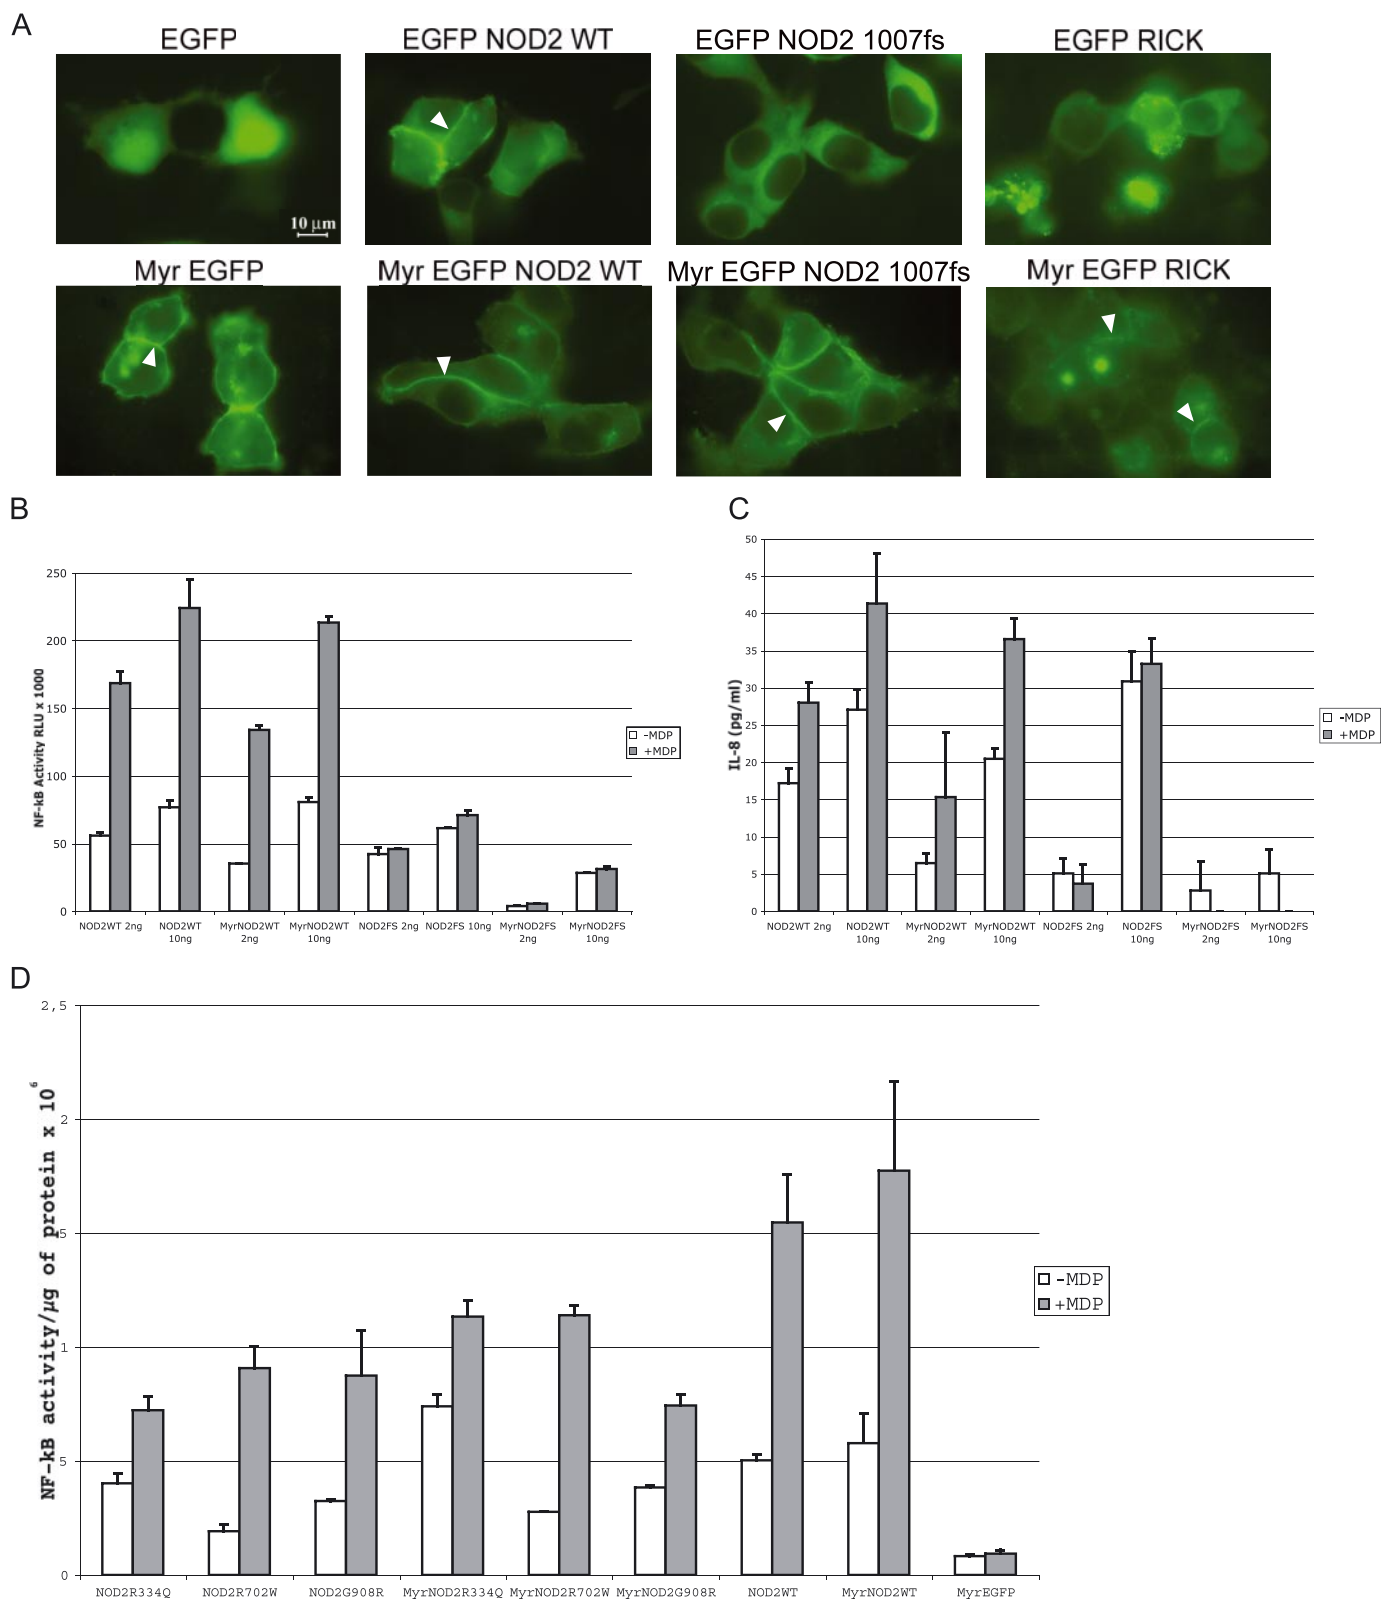 A
EGFP
EGFP NOD2 WT
EGFP NOD2 1007fs
EGFP RICK
10 µm
Myr EGFP
Myr EGFP NOD2 WT
Myr EGFP NOD2 1007fs
Myr EGFP RICK
B
NF-kB Activity RLU x 1000
250
200
150
100
50
0
NOD2WT 2ng
NOD2WT 10ng
MyrNOD2WT 2ng
MyrNOD2WT 10ng
NOD2FS 2ng
NOD2FS 10ng
MyrNOD2FS 2ng
MyrNOD2FS 10ng
-MDP
+MDP
C
IL-8 (pg/ml)
50
45
40
35
30
25
20
15
10
5
0
NOD2WT 2ng
NOD2WT 10ng
MyrNOD2WT 2ng
MyrNOD2WT 10ng
NOD2FS 2ng
NOD2FS 10ng
MyrNOD2FS 2ng
MyrNOD2FS 10ng
-MDP
+MDP
D
NF-kB activity/µg of protein x 10⁶
2,5
2
5
1
5
0
NOD2R334Q
NOD2R702W
NOD2G908R
MyrNOD2R334Q
MyrNOD2R702W
MyrNOD2G908R
NOD2WT
MyrNOD2WT
MyrEGFP
-MDP
+MDP